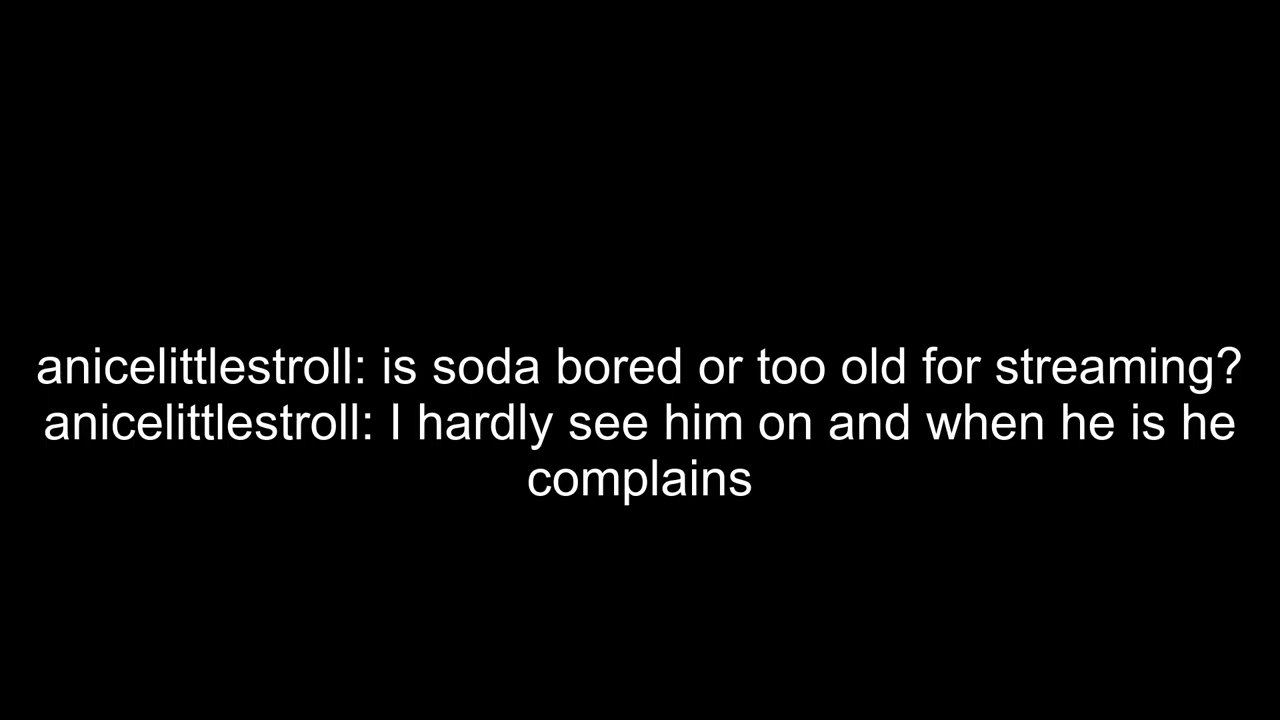 anicelittlestroll: is soda bored or too old for streaming?
anicelittlestroll: I hardly see him on and when he is he
complains